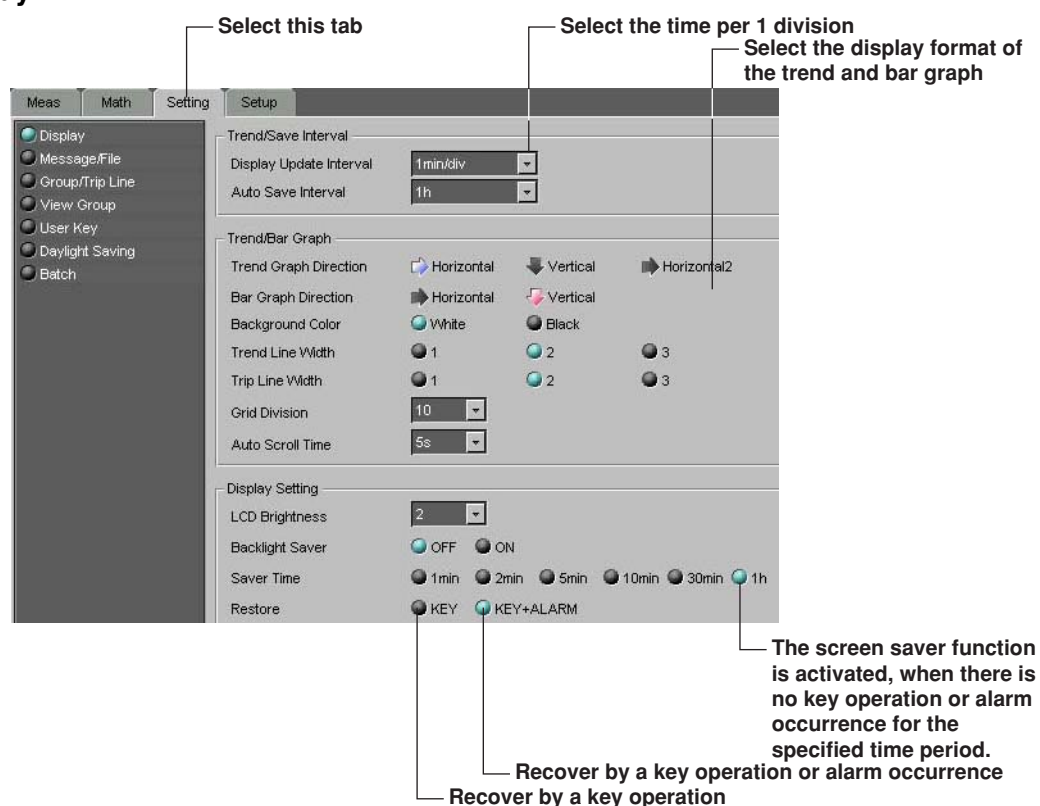 y
Select this tab
Select the time per 1 division
Select the display format of
the trend and bar graph
Meas Math Setting Setup
Display
Message/File
Group/Trip Line
View Group
User Key
Daylight Saving
Batch
Trend/Save Interval
Display Update Interval 1min/div
Auto Save Interval 1h
Trend/Bar Graph
Trend Graph Direction Horizontal Vertical Horizontal2
Bar Graph Direction Horizontal Vertical
Background Color White Black
Trend Line Width 1 2 3
Trip Line Width 1 2 3
Grid Division 10
Auto Scroll Time 5s
Display Setting
LCD Brightness 2
Backlight Saver OFF ON
Saver Time 1min 2min 5min 10min 30min 1h
Restore KEY KEY+ALARM
The screen saver function
is activated, when there is
no key operation or alarm
occurrence for the
specified time period.
Recover by a key operation or alarm occurrence
Recover by a key operation